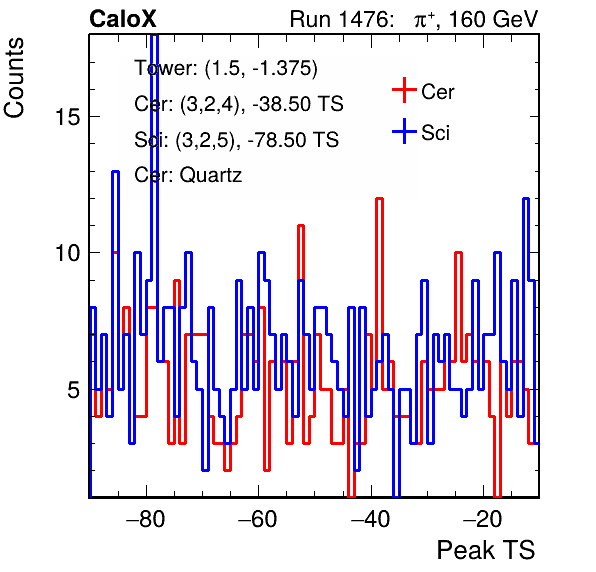 CaloX
Run 1476: π⁺, 160 GeV
Counts
Tower: (1.5, -1.375)
Cer: (3,2,4), -38.50 TS
Sci: (3,2,5), -78.50 TS
Cer: Quartz
Cer
Sci
15
10
5
−80 −60 −40 −20
Peak TS